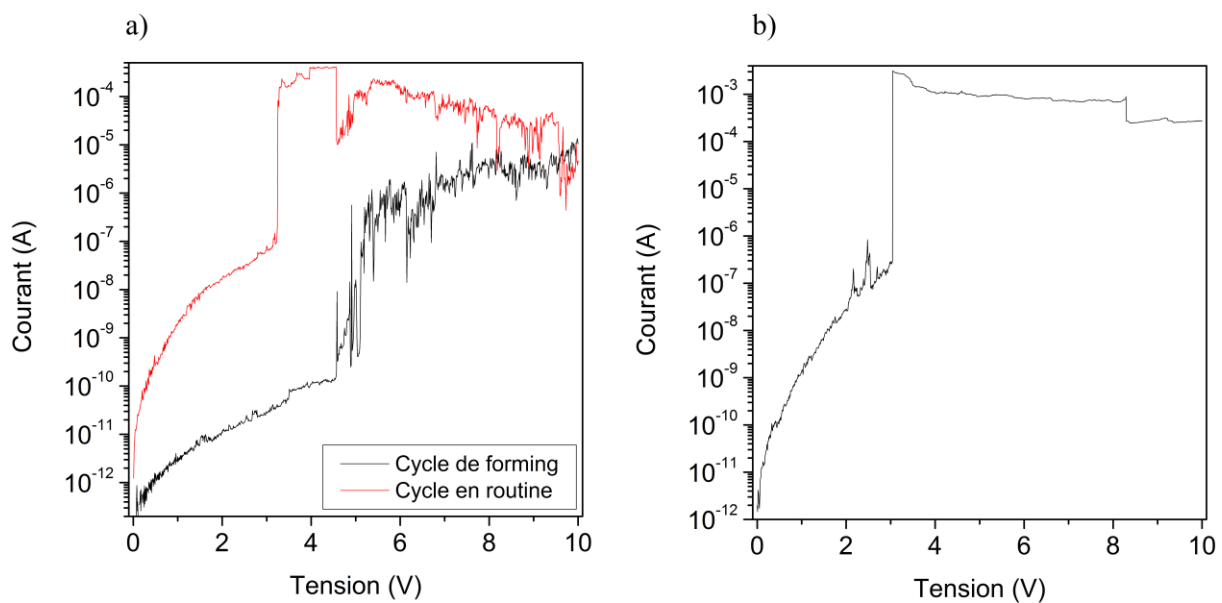 a)
Courant (A)
10-4
10-5
10-6
10-7
10-8
10-9
10-10
10-11
10-12
0 2 4 6 8 10
Tension (V)
Cycle de forming
Cycle en routine
b)
Courant (A)
10-3
10-4
10-5
10-6
10-7
10-8
10-9
10-10
10-11
10-12
0 2 4 6 8 10
Tension (V)